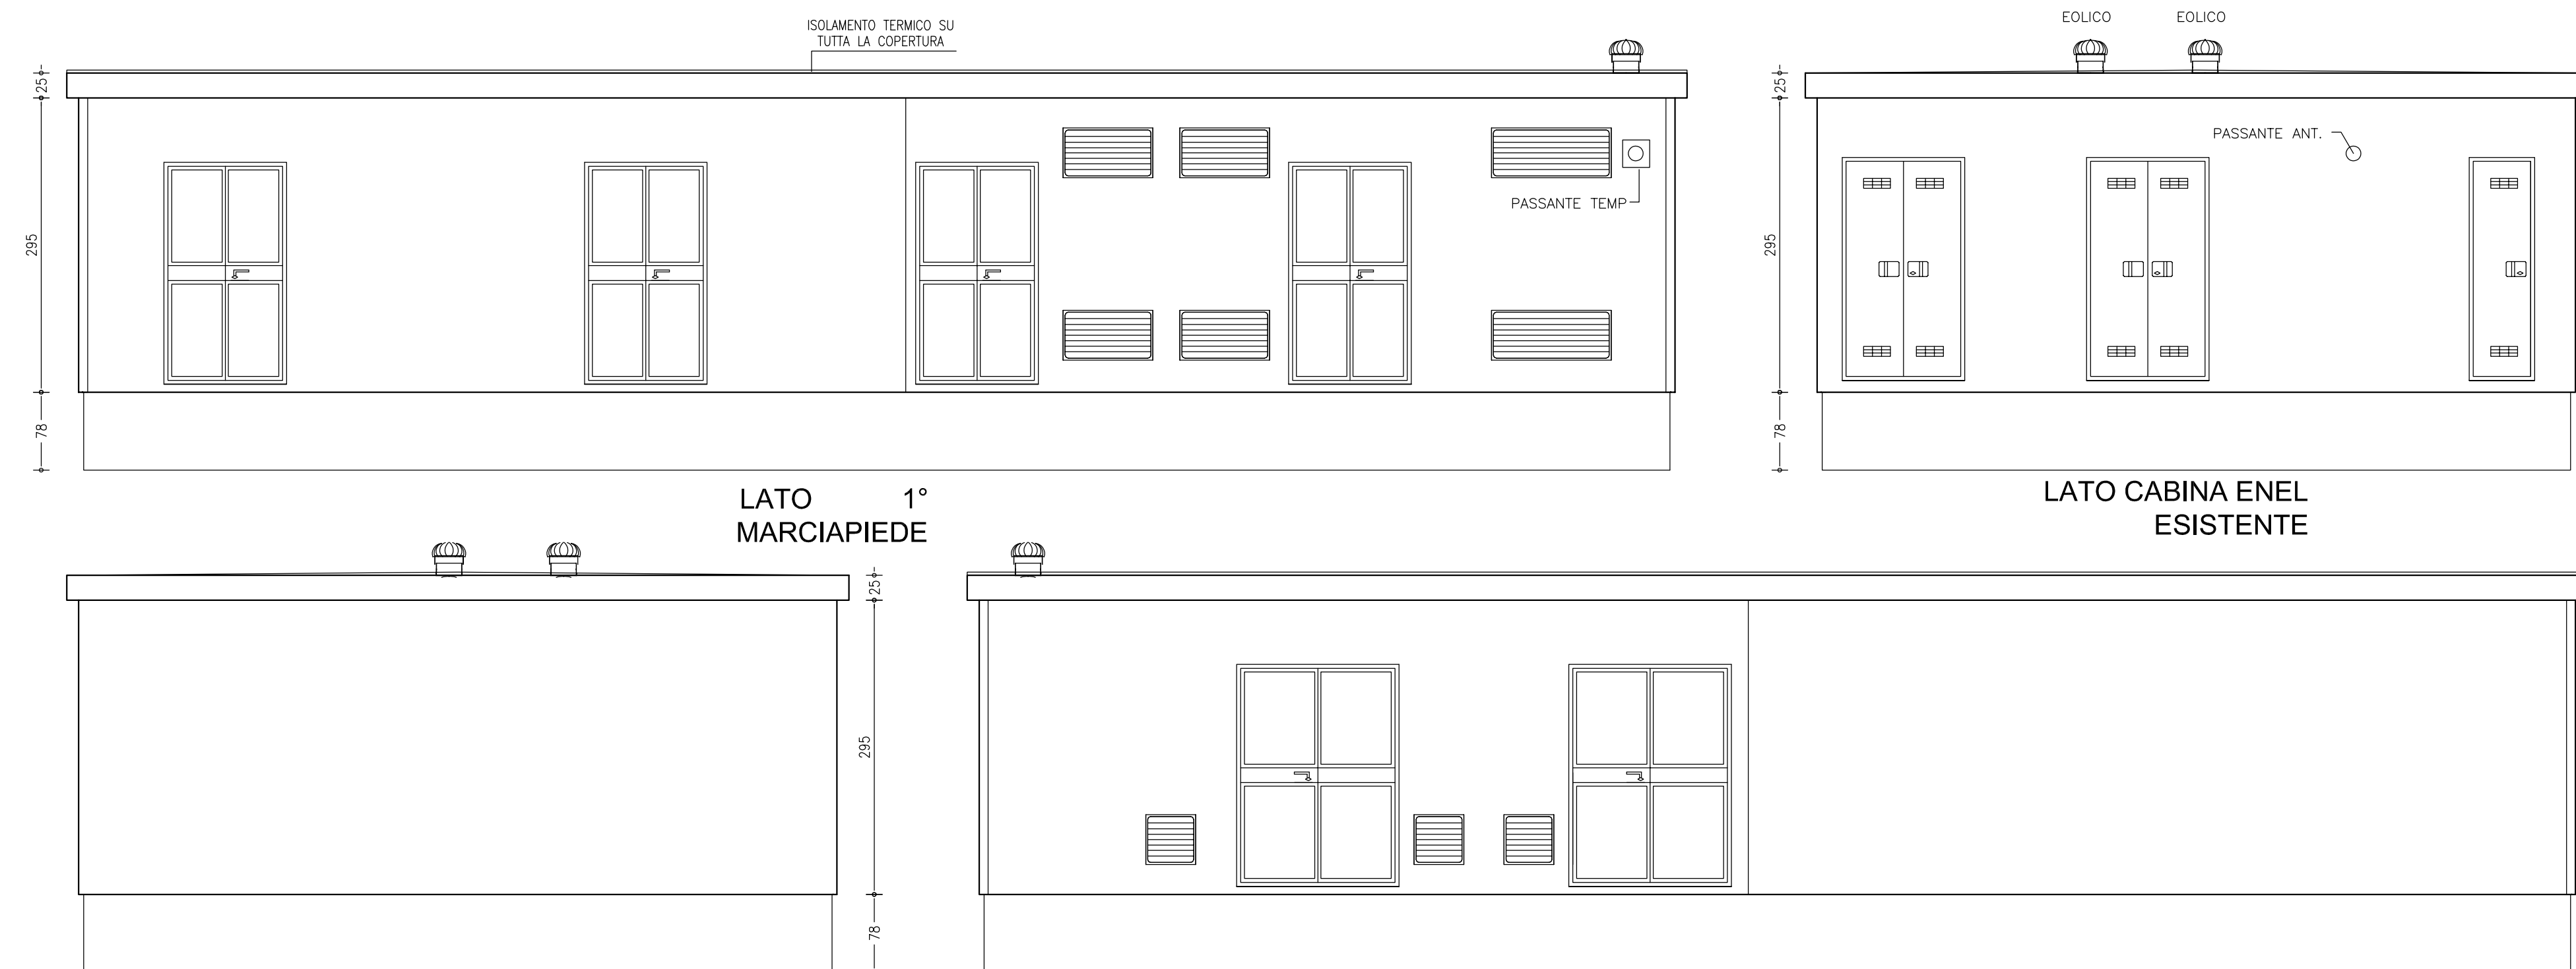 ISOLAMENTO TERMICO SU
TUTTA LA COPERTURA
25
295
78
PASSANTE TEMP
LATO 1°
MARCIAPIEDE
EOLICO EOLICO
25
295
78
PASSANTE ANT.
LATO CABINA ENEL
ESISTENTE
25
295
78